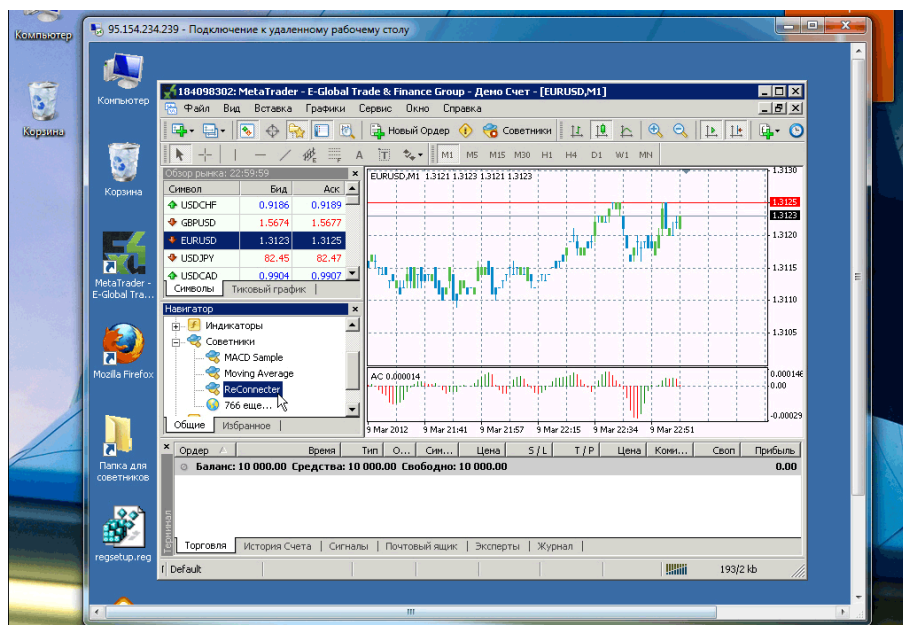 Компьютер
Корзина
95.154.234.239 - Подключение к удаленному рабочему столу
Компьютер
Корзина
MetaTrader -
E-Global Tra...
Mozilla Firefox
Папка для
советников
regsetup.reg
184098302: MetaTrader - E-Global Trade & Finance Group - Демо Счет - [EURUSD,M1]
Файл Вид Вставка Графики Сервис Окно Справка
Новый Ордер Советники
A T M1 M5 M15 M30 H1 H4 D1 W1 MN
Обзор рынка: 22:59:59
Символ Бид Аск
USDCHF 0.9186 0.9189
GBPUSD 1.5674 1.5677
EURUSD 1.3123 1.3125
USDJPY 82.45 82.47
USDCAD 0.9904 0.9907
Символы Тиковый график
Навигатор
Индикаторы
Советники
MACD Sample
Moving Average
ReConnecter
766 еще...
Общие Избранное
EURUSD,M1 1.3121 1.3123 1.3121 1.3123
1.3130
1.3125
1.3123
1.3120
1.3115
1.3110
1.3105
AC 0.000014
0.000146
0.00
-0.00029
9 Mar 2012 9 Mar 21:41 9 Mar 21:57 9 Mar 22:15 9 Mar 22:34 9 Mar 22:51
Ордер Время Тип О... Сим... Цена S / L T / P Цена Коми... Своп Прибыль
Баланс: 10 000.00 Средства: 10 000.00 Свободно: 10 000.00 0.00
Терминал
Торговля История Счета Сигналы Почтовый ящик Эксперты Журнал
Default 193/2 kb